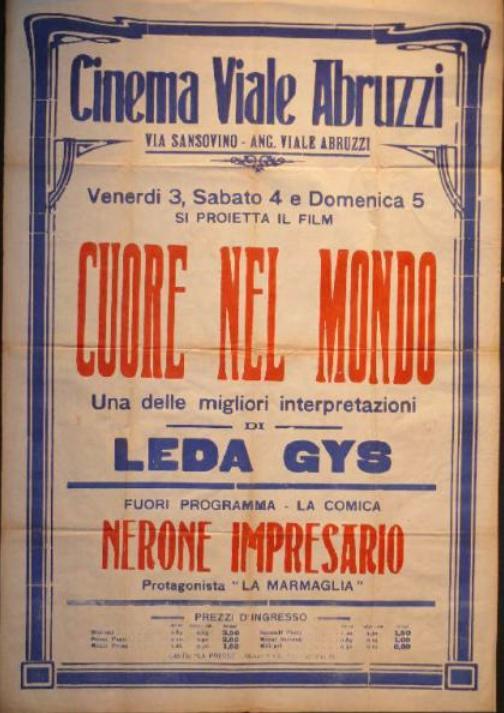 Cinema Viale Abruzzi
VIA SANSOVINO - ANG. VIALE ABRUZZI
Venerdi 3, Sabato 4 e Domenica 5
SI PROIETTA IL FILM
CUORE NEL MONDO
Una delle migliori interpretazioni
DI
LEDA GYS
FUORI PROGRAMMA - LA COMICA
NERONE IMPRESARIO
Protagonista "LA MARMAGLIA"
PREZZI D'INGRESSO